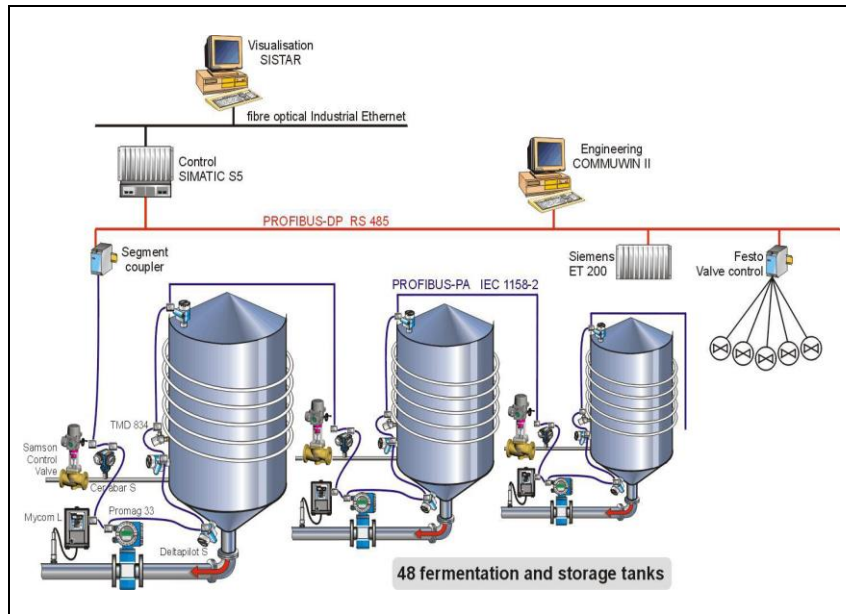 Visualisation
SISTAR
fibre optical Industrial Ethernet
Control
SIMATIC S5
Engineering
COMMUWIN II
PROFIBUS-DP RS 485
Segment
coupler
Siemens
ET 200
Festo
Valve control
PROFIBUS-PA IEC 1158-2
TMD 834
Samson
Control
Valve
Cerabar S
Mycom L
Promag 33
Deltapilot S
48 fermentation and storage tanks